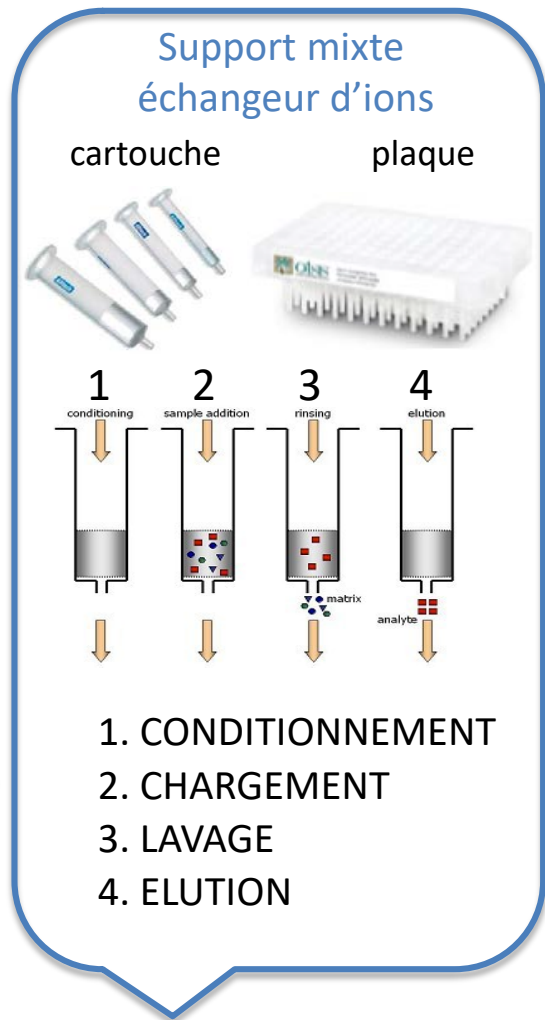 Support mixte
échangeur d’ions
cartouche plaque
1 2 3 4
conditioning sample addition rinsing elution
matrix
analyte
1. CONDITIONNEMENT
2. CHARGEMENT
3. LAVAGE
4. ELUTION